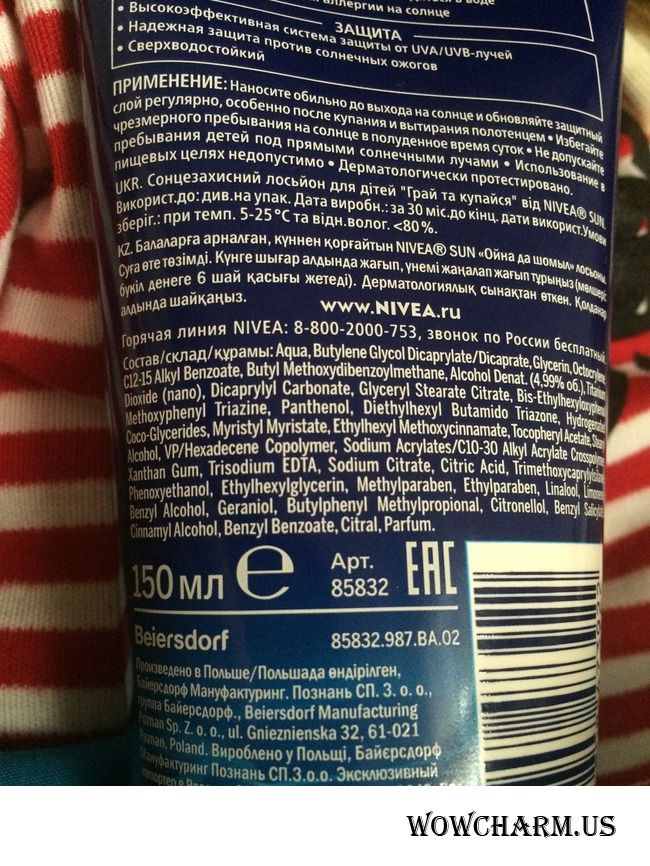 аллергии на солнце
• Высокоэффективная система защиты от UVA/UVB-лучей
ЗАЩИТА
• Надежная защита против солнечных ожогов
• Сверхводостойкий
ПРИМЕНЕНИЕ: Наносите обильно до выхода на солнце и обновляйте защитный
слой регулярно, особенно после купания и вытирания полотенцем • Избегайте
чрезмерного пребывания на солнце в полуденное время суток • Не допускайте
пребывания детей под прямыми солнечными лучами • Использование в
пищевых целях недопустимо • Дерматологически протестировано.
UKR. Сонцезахисний лосьйон для дітей "Грай та купайся" від NIVEA® SUN.
Використ.до: див.на упак. Дата виробн.: за 30 міс.до кінц. дати використ.Умови
зберіг.: при темп. 5-25°C та відн.волог. <80%.
KZ. Балаларға арналған, күннен қорғайтын NIVEA® SUN «Ойна да шомыл» лосьоны
Суға өте төзімді. Күнге шығар алдында жағып, үнемі жаңалап жағып тұрыңыз (мөлшері:
бүкіл денеге 6 шай қасығы жетеді). Дерматологиялық сынақтан өткен. Қолданар
алдында шайқаңыз.
www.NIVEA.ru
Горячая линия NIVEA: 8-800-2000-753, звонок по России бесплатный
Состав/склад/құрамы: Aqua, Butylene Glycol Dicaprylate/Dicaprate, Glycerin, Octocrylene,
C12-15 Alkyl Benzoate, Butyl Methoxydibenzoylmethane, Alcohol Denat. (4,99% об.), Titanium
Dioxide (nano), Dicaprylyl Carbonate, Glyceryl Stearate Citrate, Bis-Ethylhexyloxyphenol
Methoxyphenyl Triazine, Panthenol, Diethylhexyl Butamido Triazone, Hydrogenated
Coco-Glycerides, Myristyl Myristate, Ethylhexyl Methoxycinnamate, Tocopheryl Acetate, Stearyl
Alcohol, VP/Hexadecene Copolymer, Sodium Acrylates/C10-30 Alkyl Acrylate Crosspolymer,
Xanthan Gum, Trisodium EDTA, Sodium Citrate, Citric Acid, Trimethoxycaprylylsilane,
Phenoxyethanol, Ethylhexylglycerin, Methylparaben, Ethylparaben, Linalool, Limonene,
Benzyl Alcohol, Geraniol, Butylphenyl Methylpropional, Citronellol, Benzyl Salicylate,
Cinnamyl Alcohol, Benzyl Benzoate, Citral, Parfum.
150 мл e Арт.
85832 EAC
Beiersdorf 85832.987.BA.02
Произведено в Польше/Польшада өндірілген,
Байерсдорф Мануфактуринг. Познань СП. З. о. о.,
группа Байерсдорф., Beiersdorf Manufacturing
Poznan Sp. Z. o. o., ul. Gnieznienska 32, 61-021
Poznan, Poland. Вироблено у Польщі, Байєрсдорф
Мануфактуринг Познань СП.З.о.о. Эксклюзивный
WOWCHARM.US